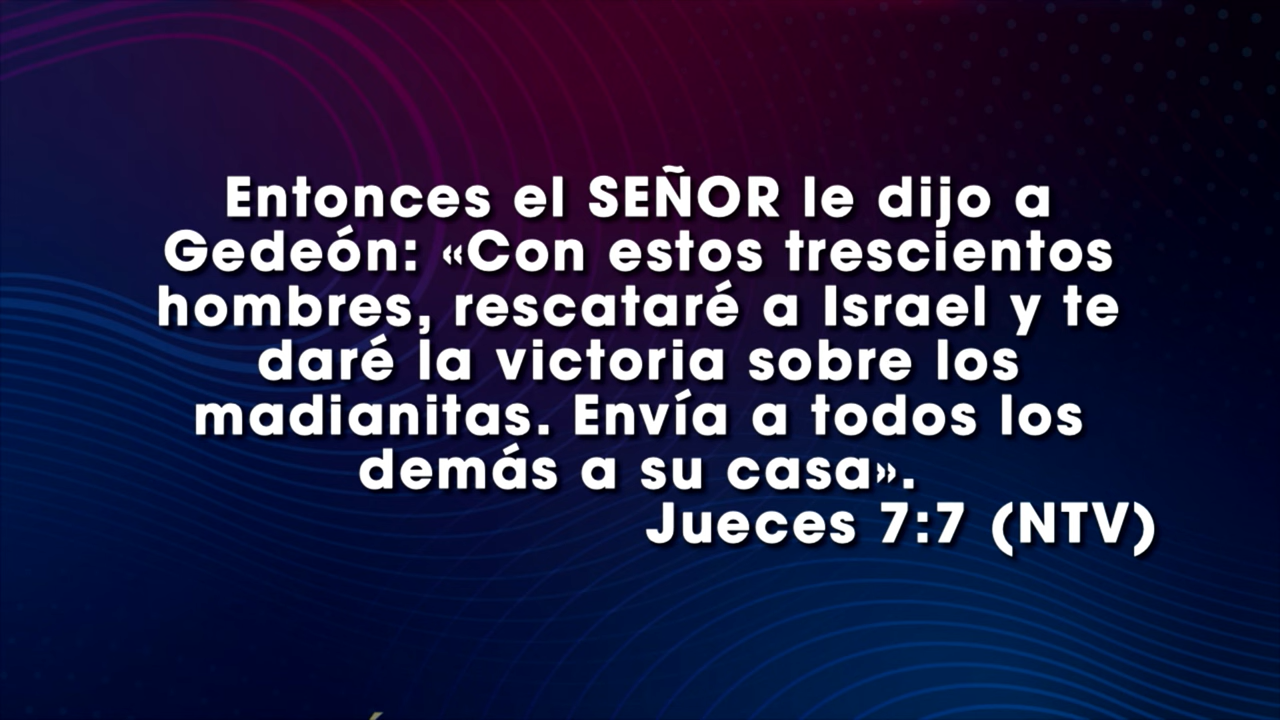 Entonces el SEÑOR le dijo a
Gedeón: «Con estos trescientos
hombres, rescataré a Israel y te
daré la victoria sobre los
madianitas. Envía a todos los
demás a su casa».
Jueces 7:7 (NTV)